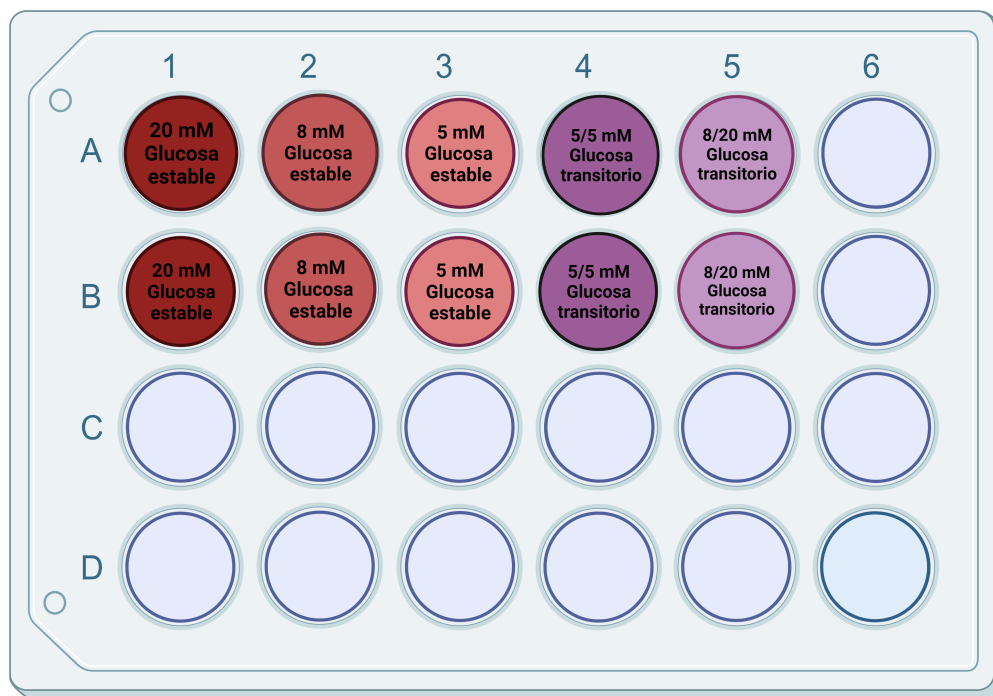 1 2 3 4 5 6
A
20 mM
Glucosa
estable
8 mM
Glucosa
estable
5 mM
Glucosa
estable
5/5 mM
Glucosa
transitorio
8/20 mM
Glucosa
transitorio
B
20 mM
Glucosa
estable
8 mM
Glucosa
estable
5 mM
Glucosa
estable
5/5 mM
Glucosa
transitorio
8/20 mM
Glucosa
transitorio
C
D